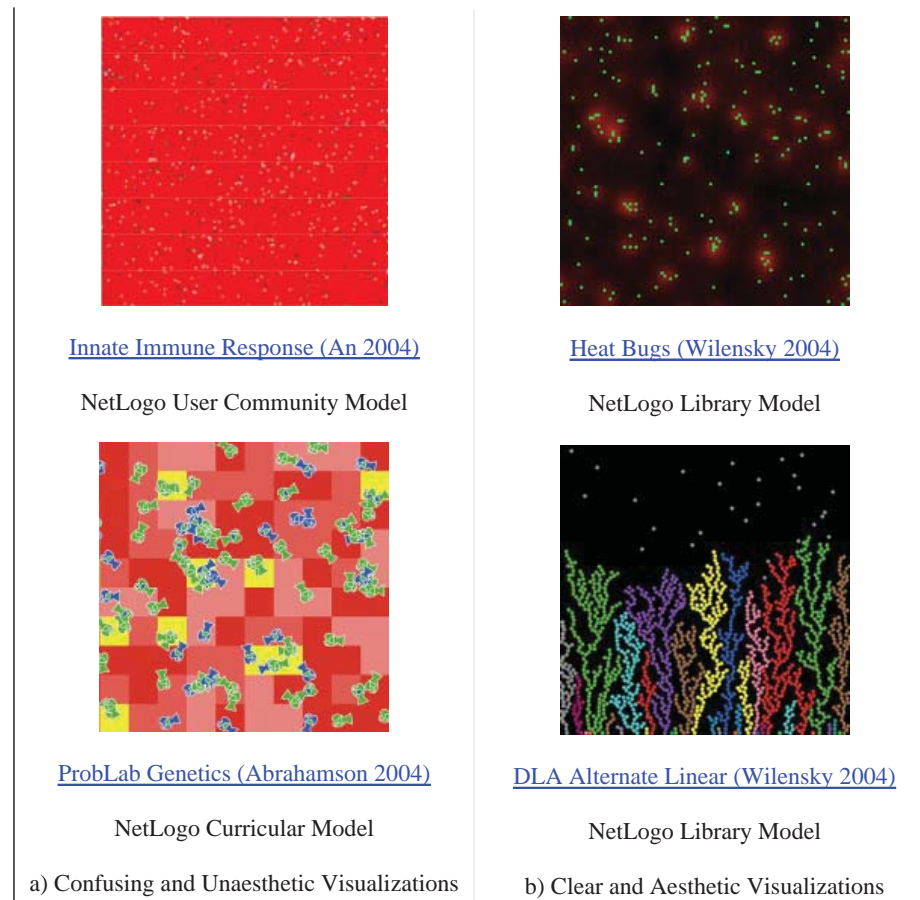 Innate Immune Response (An 2004)
NetLogo User Community Model
ProbLab Genetics (Abrahamson 2004)
NetLogo Curricular Model
a) Confusing and Unaesthetic Visualizations
Heat Bugs (Wilensky 2004)
NetLogo Library Model
DLA Alternate Linear (Wilensky 2004)
NetLogo Library Model
b) Clear and Aesthetic Visualizations